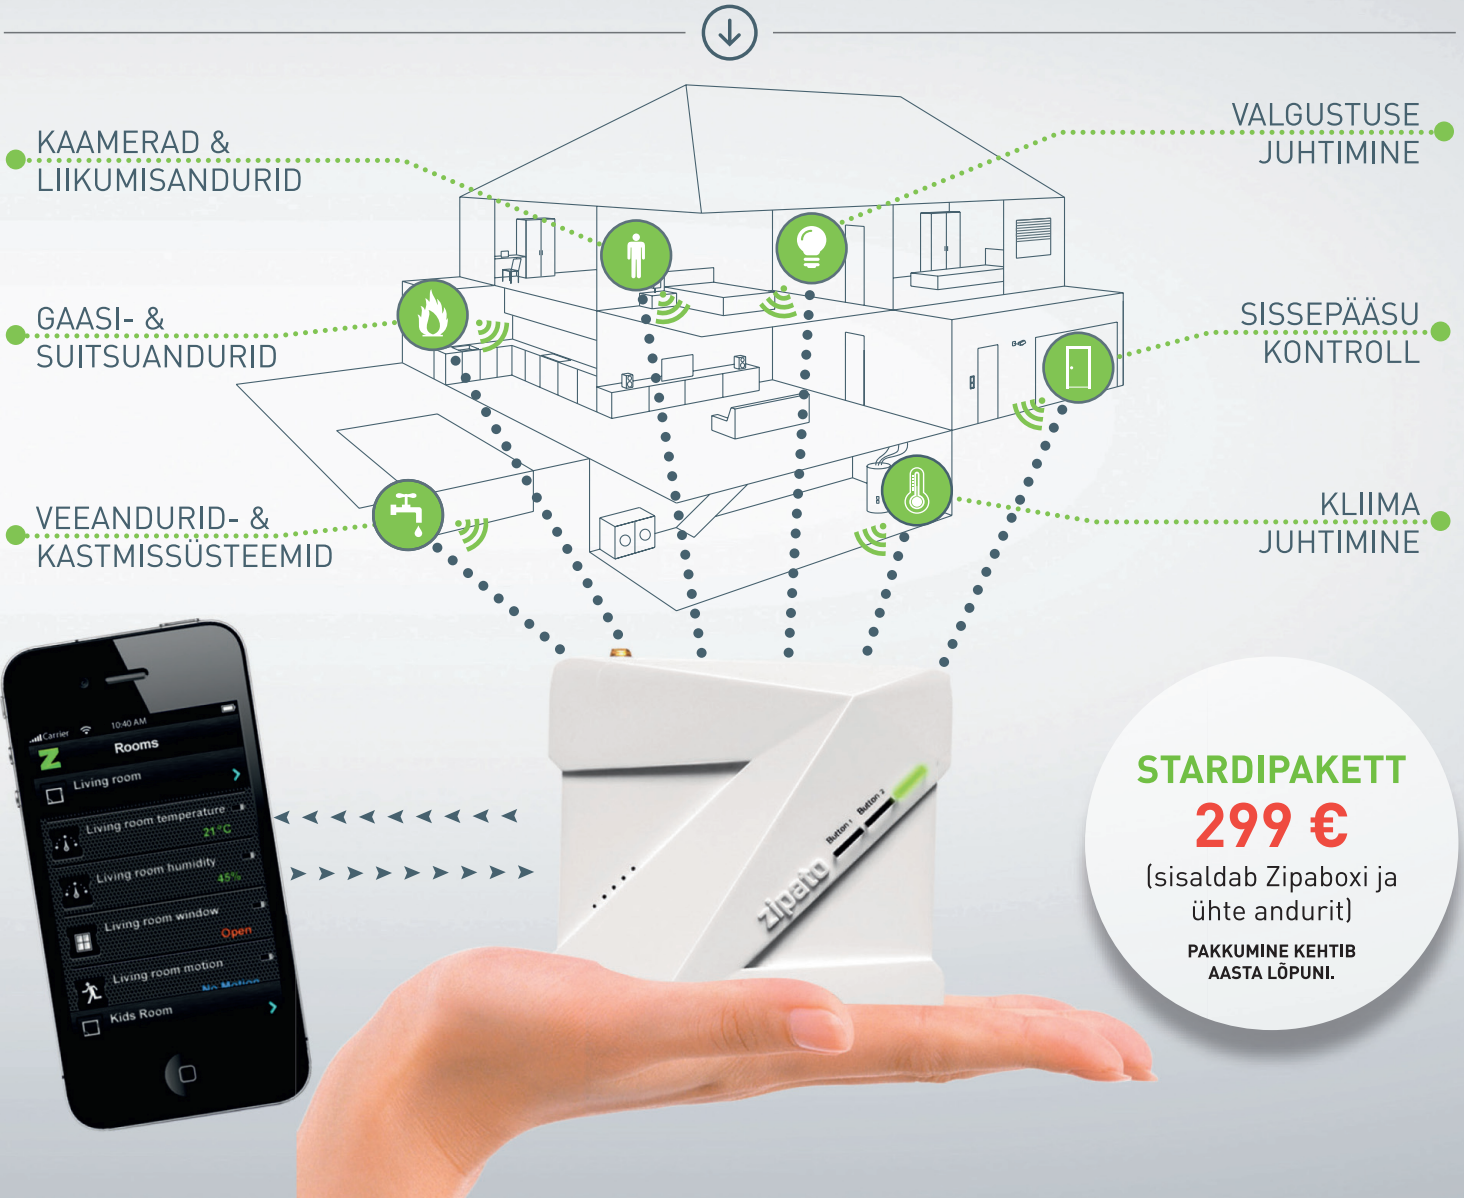 KAAMERAD &
LIIKUMISANDURID
VALGUSTUSE
JUHTIMINE
GAASI- &
SUITSUANDURID
SISSEPÄÄSU
KONTROLL
VEEANDURID- &
KASTMISSÜSTEEMID
KLIIMA
JUHTIMINE
Carrier
10:40 AM
Z
Rooms
Living room
Living room temperature
21°C
Living room humidity
45%
Living room window
Open
Living room motion
No Motion
Kids Room
Button 1
Button 2
zipato
STARDIPAKETT
299 €
(sisaldab Zipaboxi ja
ühte andurit)
PAKKUMINE KEHTIB
AASTA LÕPUNI.